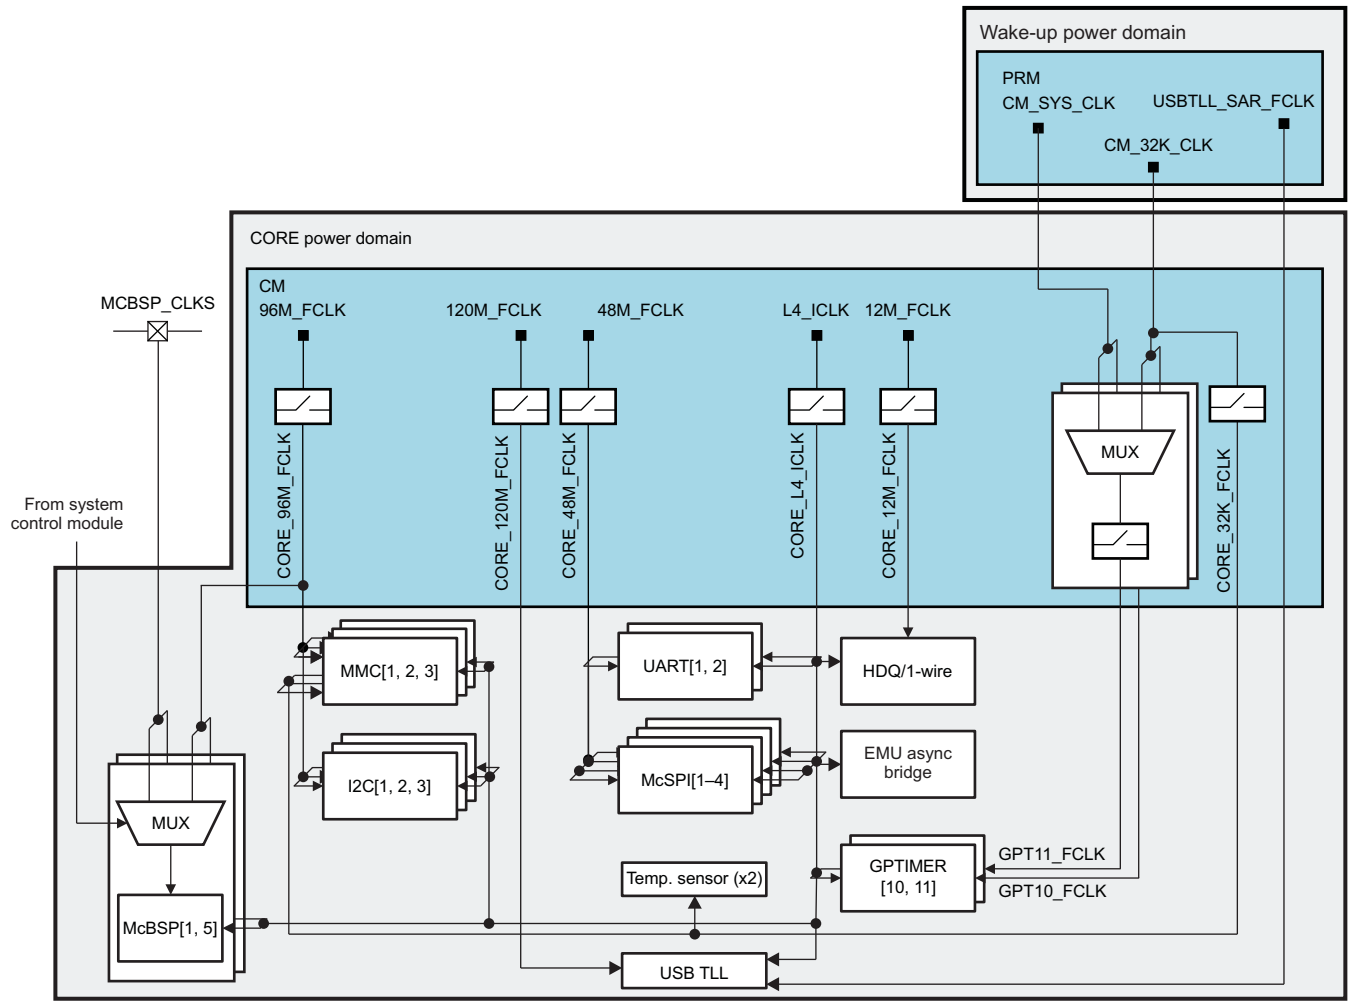 Wake-up power domain
PRM
CM_SYS_CLK
USBTLL_SAR_FCLK
CM_32K_CLK
CORE power domain
CM
MCBSP_CLKS
96M_FCLK
120M_FCLK
48M_FCLK
L4_ICLK
12M_FCLK
MUX
CORE_96M_FCLK
CORE_120M_FCLK
CORE_48M_FCLK
CORE_L4_ICLK
CORE_12M_FCLK
CORE_32K_FCLK
From system
control module
MMC[1, 2, 3]
UART[1, 2]
HDQ/1-wire
I2C[1, 2, 3]
McSPI[1–4]
EMU async
bridge
MUX
GPTIMER
[10, 11]
GPT11_FCLK
GPT10_FCLK
Temp. sensor (x2)
McBSP[1, 5]
USB TLL